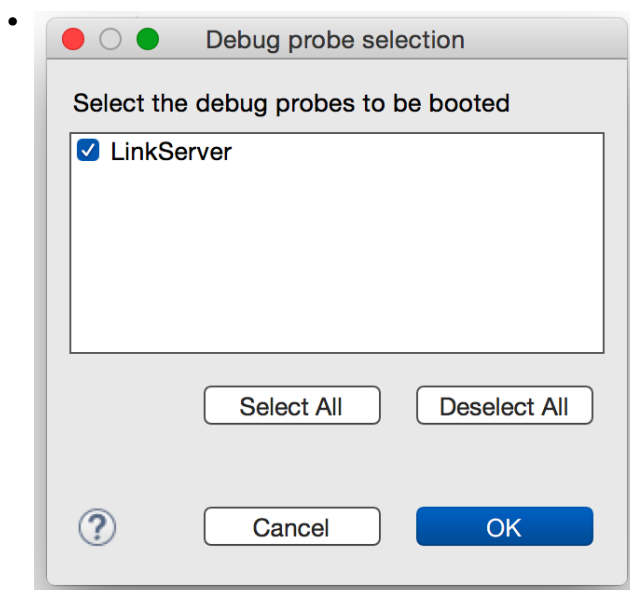 Debug probe selection
Select the debug probes to be booted
LinkServer
Select All
Deselect All
?
Cancel
OK